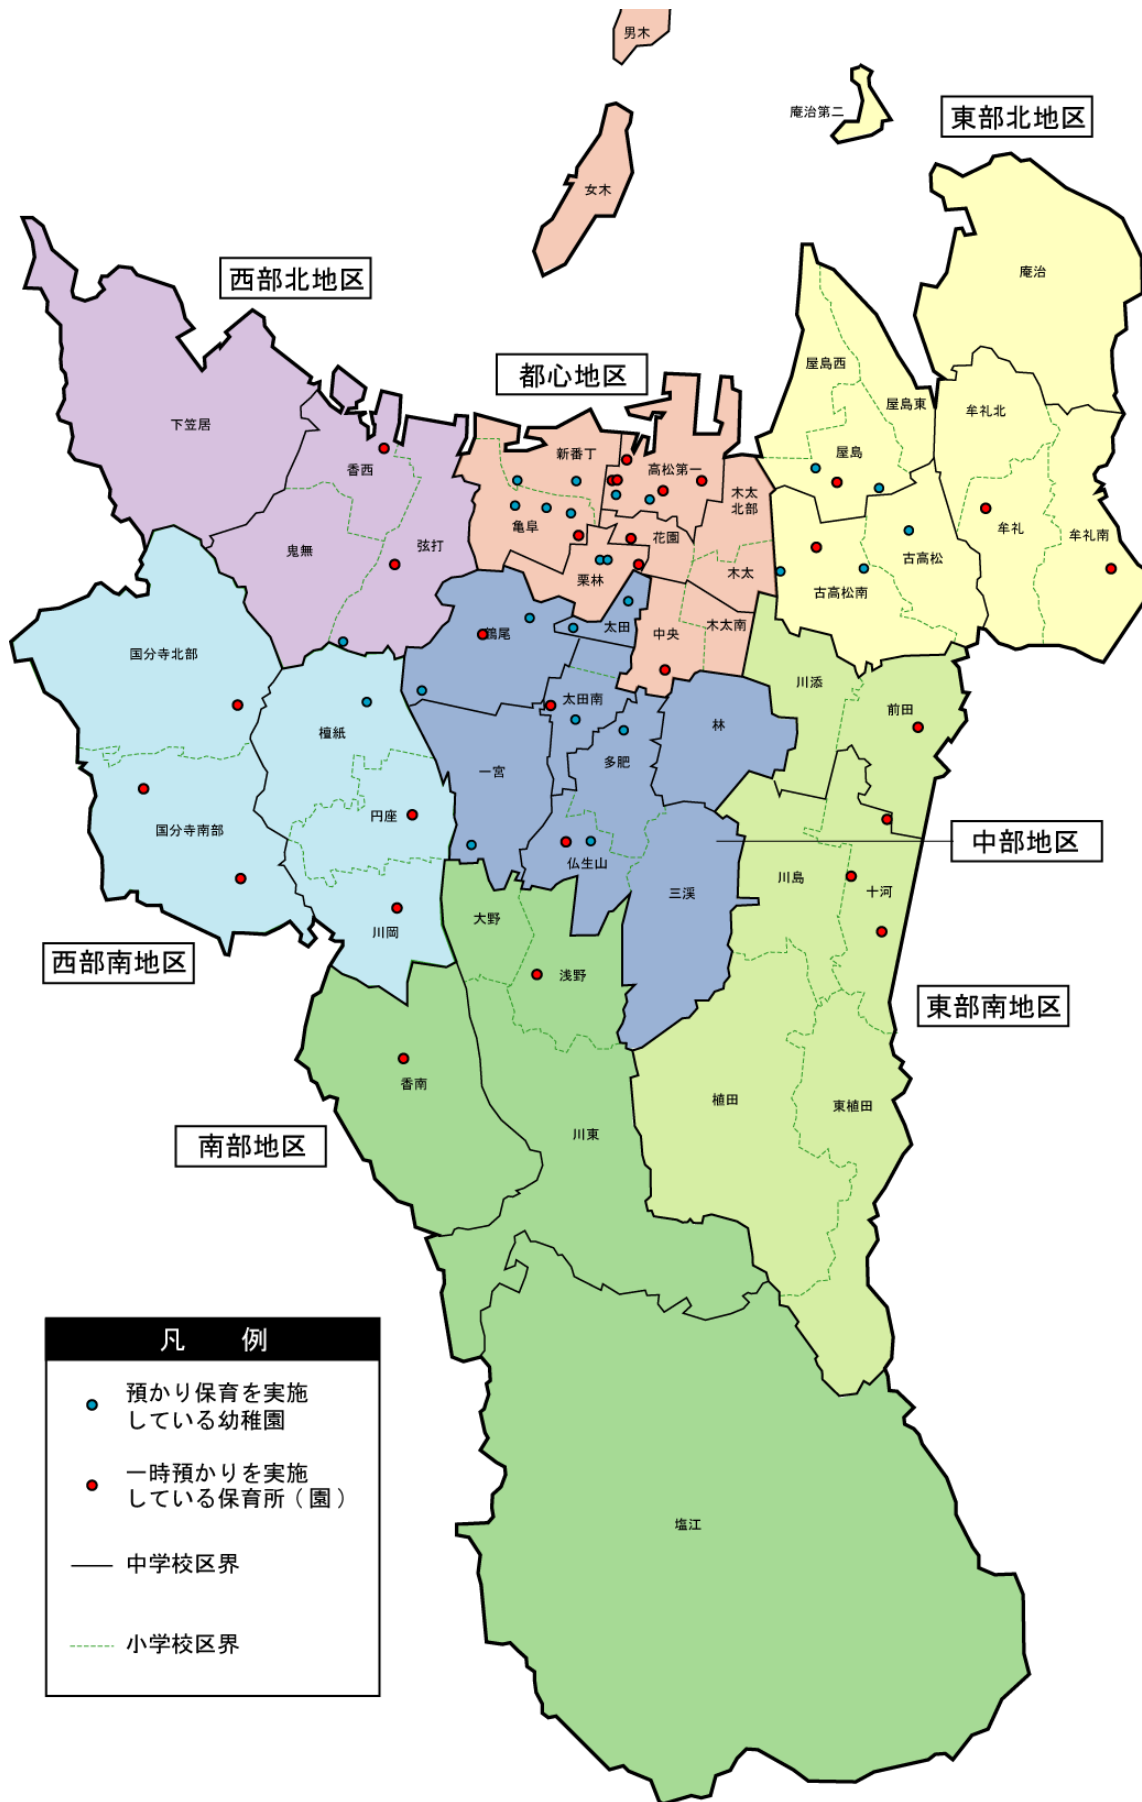 男木
庵治第二
東部北地区
女木
庵治
西部北地区
都心地区
屋島西
屋島東
牟礼北
下笠居
香西
新番丁
高松第一
屋島
木太
北部
鬼無
弦打
亀阜
花園
古高松
牟礼
牟礼南
栗林
木太
古高松南
国分寺北部
鶴尾
太田
中央
木太南
川添
前田
檀紙
太田南
林
一宮
多肥
国分寺南部
円座
仏生山
中部地区
三渓
川島
十河
大野
川岡
西部南地区
浅野
東部南地区
香南
植田
東植田
南部地区
川東
凡 例
預かり保育を実施
している幼稚園
一時預かりを実施
している保育所（園）
中学校区界
小学校区界
塩江